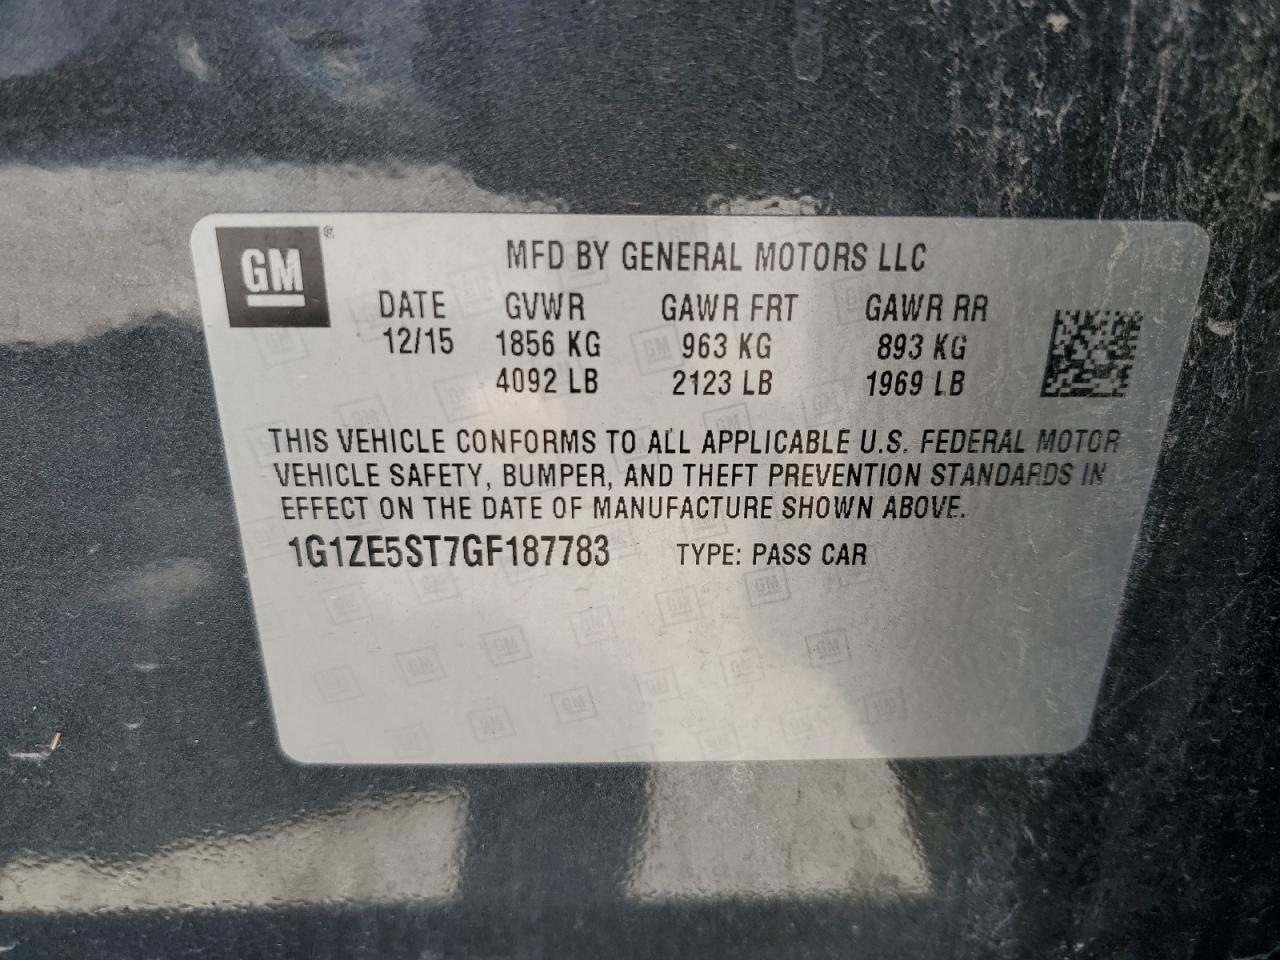 GM®
MFD BY GENERAL MOTORS LLC
DATE GVWR GAWR FRT GAWR RR
12/15 1856 KG 963 KG 893 KG
4092 LB 2123 LB 1969 LB
THIS VEHICLE CONFORMS TO ALL APPLICABLE U.S. FEDERAL MOTOR
VEHICLE SAFETY, BUMPER, AND THEFT PREVENTION STANDARDS IN
EFFECT ON THE DATE OF MANUFACTURE SHOWN ABOVE.
1G1ZE5ST7GF187783 TYPE: PASS CAR